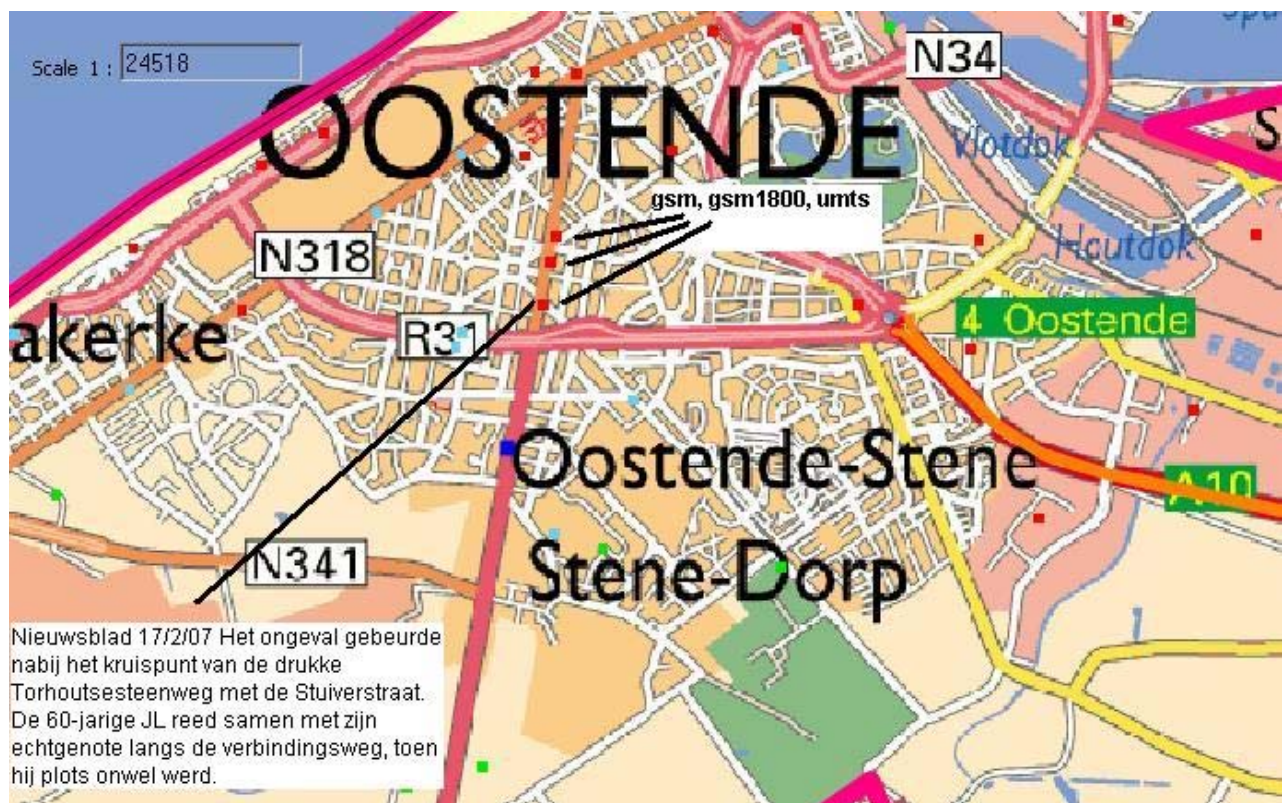 Scale 1 : 24518
N34
OOSTENDE
Vlotdok
S
gsm, gsm1800, umts
N318
Houtdok
4 Oostende
akerke
R31
Oostende-Stene
A10
N341
Stene-Dorp
Nieuwsblad 17/2/07 Het ongeval gebeurde
nabij het kruispunt van de drukke
Torhoutsesteenweg met de Stuiverstraat.
De 60-jarige JL reed samen met zijn
echtgenote langs de verbindingsweg, toen
hij plots onwel werd.